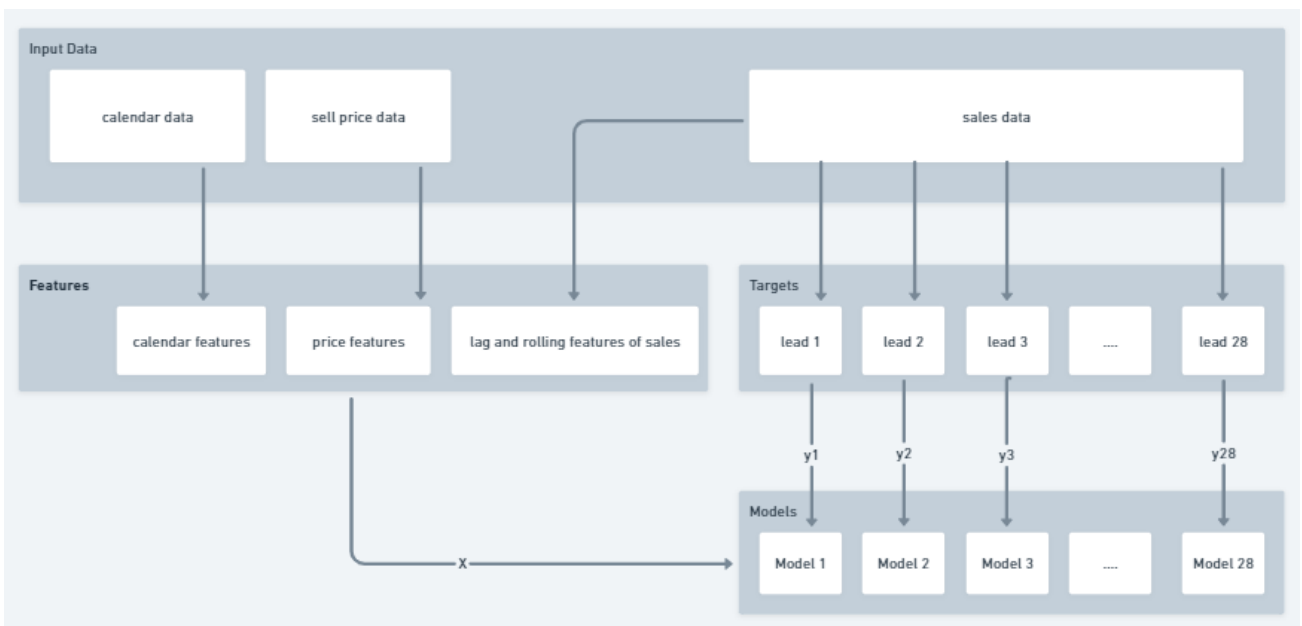 Input Data
calendar data
sell price data
sales data
Features
calendar features
price features
lag and rolling features of sales
Targets
lead 1
lead 2
lead 3
....
lead 28
y1
y2
y3
y28
X
Models
Model 1
Model 2
Model 3
....
Model 28